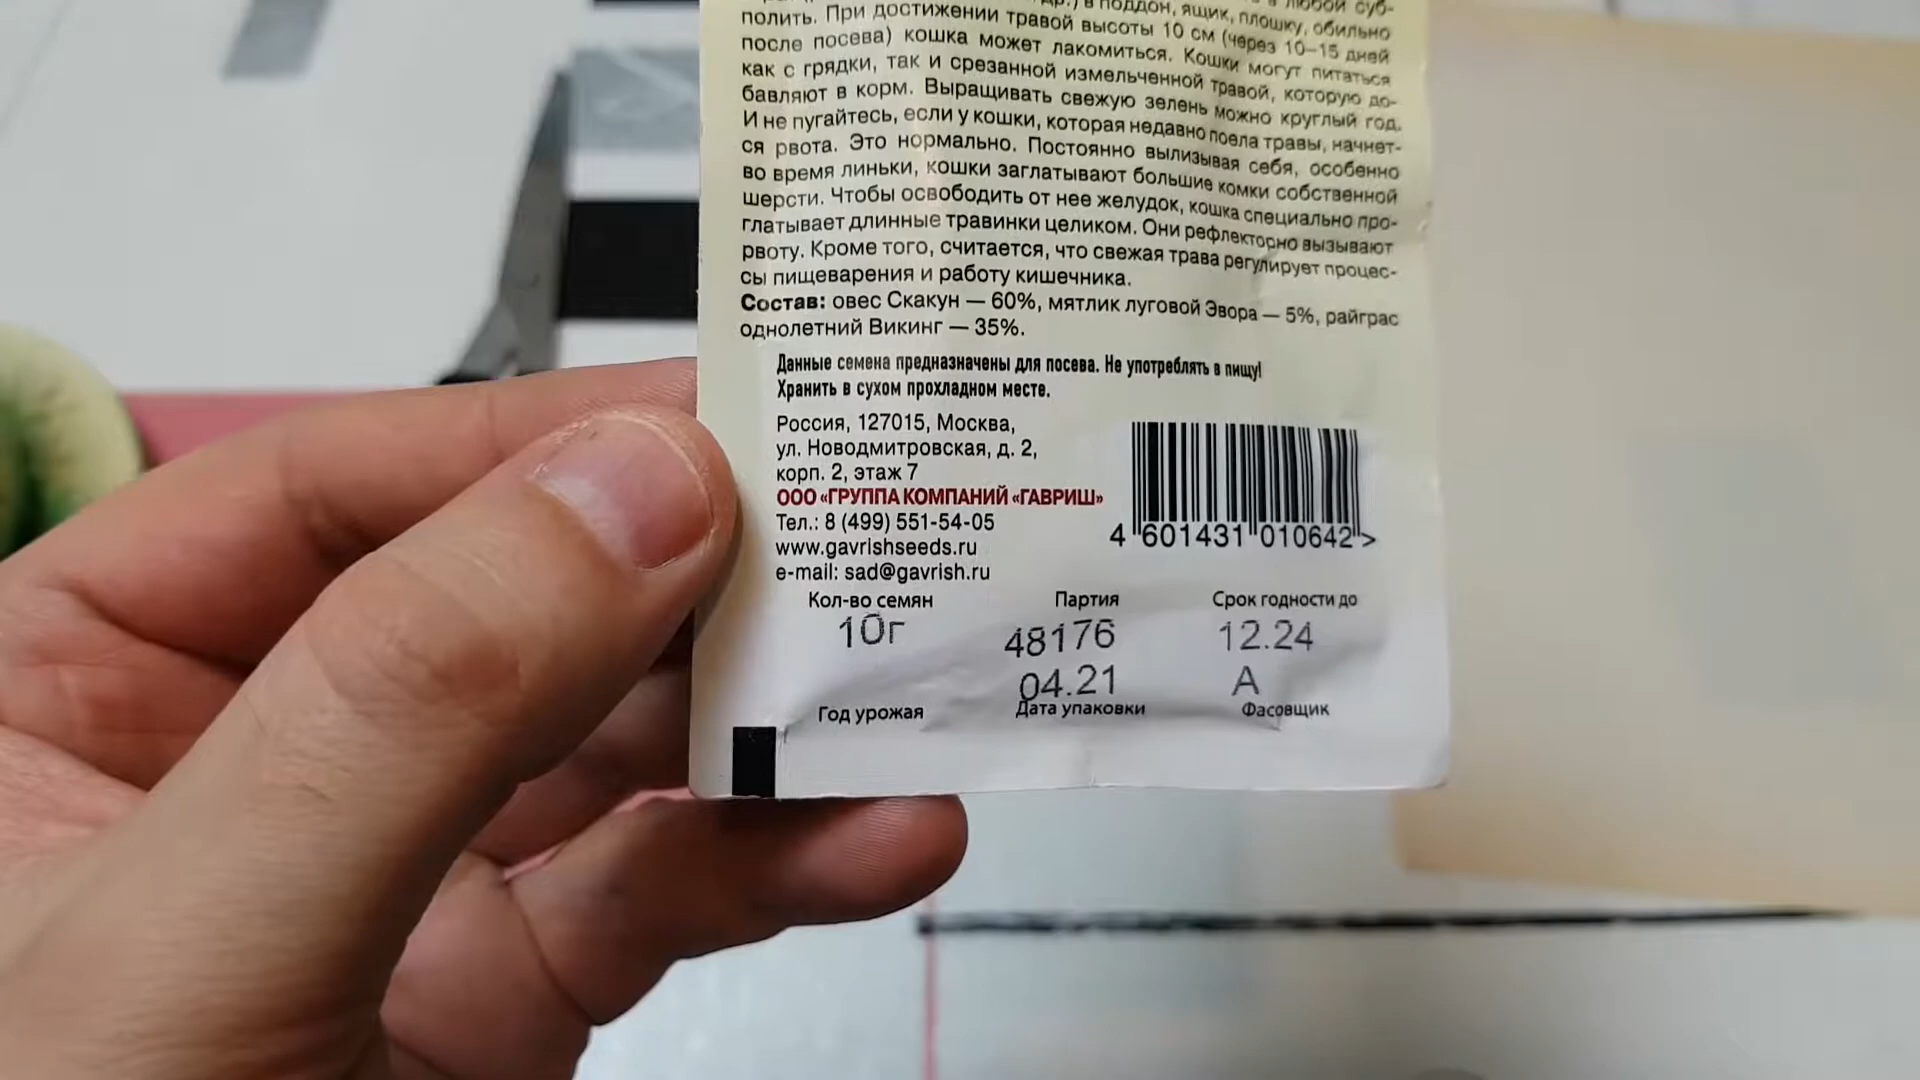 в поддон, ящик, плошку, обильно
полить. При достижении травой высоты 10 см (через 10–15 дней
после посева) кошка может лакомиться. Кошки могут питаться
как с грядки, так и срезанной измельченной травой, которую до-
бавляют в корм. Выращивать свежую зелень можно круглый год.
И не пугайтесь, если у кошки, которая недавно поела травы, начнет-
ся рвота. Это нормально. Постоянно вылизывая себя, особенно
во время линьки, кошки заглатывают большие комки собственной
шерсти. Чтобы освободить от нее желудок, кошка специально про-
глатывает длинные травинки целиком. Они рефлекторно вызывают
рвоту. Кроме того, считается, что свежая трава регулирует процес-
сы пищеварения и работу кишечника.
Состав: овес Скакун — 60%, мятлик луговой Эвора — 5%, райграс
однолетний Викинг — 35%.
Данные семена предназначены для посева. Не употреблять в пищу!
Хранить в сухом прохладном месте.
Россия, 127015, Москва,
ул. Новодмитровская, д. 2,
корп. 2, этаж 7
ООО «ГРУППА КОМПАНИЙ «ГАВРИШ»
Тел.: 8 (499) 551-54-05
www.gavrishseeds.ru
e-mail: sad@gavrish.ru
4 601431 010642 >
Кол-во семян Партия Срок годности до
10г 48176 12.24
04.21 А
Год урожая Дата упаковки Фасовщик